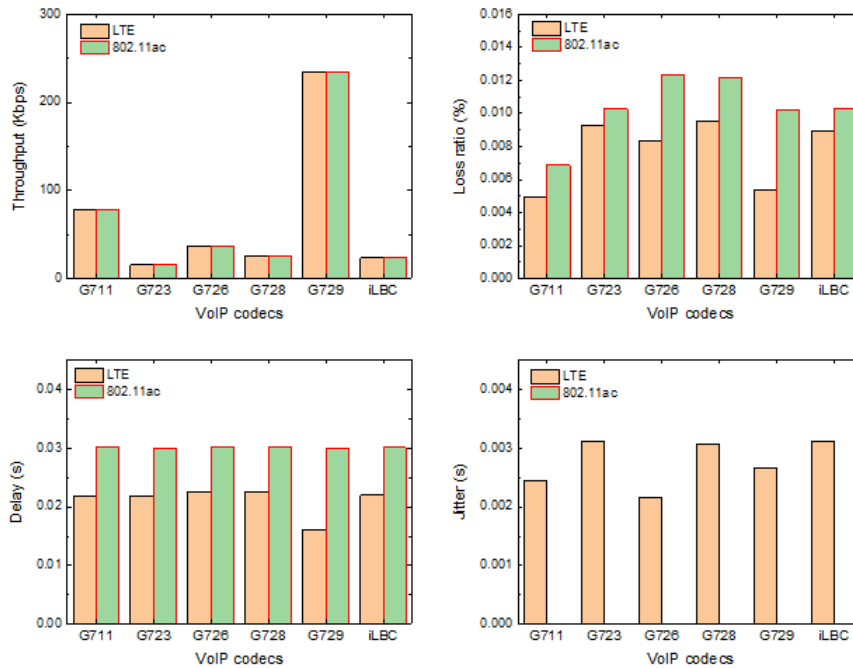 300
200
100
0
Throughput (Kbps)
LTE
802.11ac
G711 G723 G726 G728 G729 iLBC
VoIP codecs
0.016
0.014
0.012
0.010
0.008
0.006
0.004
0.002
0.000
Loss ratio (%)
LTE
802.11ac
G711 G723 G726 G728 G729 iLBC
VoIP codecs
0.04
0.03
0.02
0.01
0.00
Delay (s)
LTE
802.11ac
G711 G723 G726 G728 G729 iLBC
VoIP codecs
0.004
0.003
0.002
0.001
0.000
Jitter (s)
LTE
802.11ac
G711 G723 G726 G728 G729 iLBC
VoIP codecs